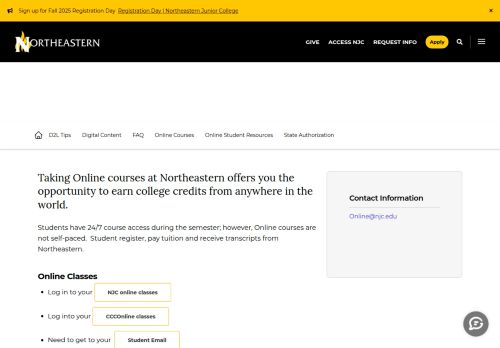 Sign up for Fall 2025 Registration Day Registration Day | Northeastern Junior College ×
NORTHEASTERN GIVE ACCESS NJC REQUEST INFO Apply
D2L Tips Digital Content FAQ Online Courses Online Student Resources State Authorization
Taking Online courses at Northeastern offers you the
opportunity to earn college credits from anywhere in the
world.
Students have 24/7 course access during the semester; however, Online courses are
not self-paced. Student register, pay tuition and receive transcripts from
Northeastern.
Online Classes
Log in to your NJC online classes
Log into your CCCOnline classes
Need to get to your Student Email
Contact Information
Online@njc.edu